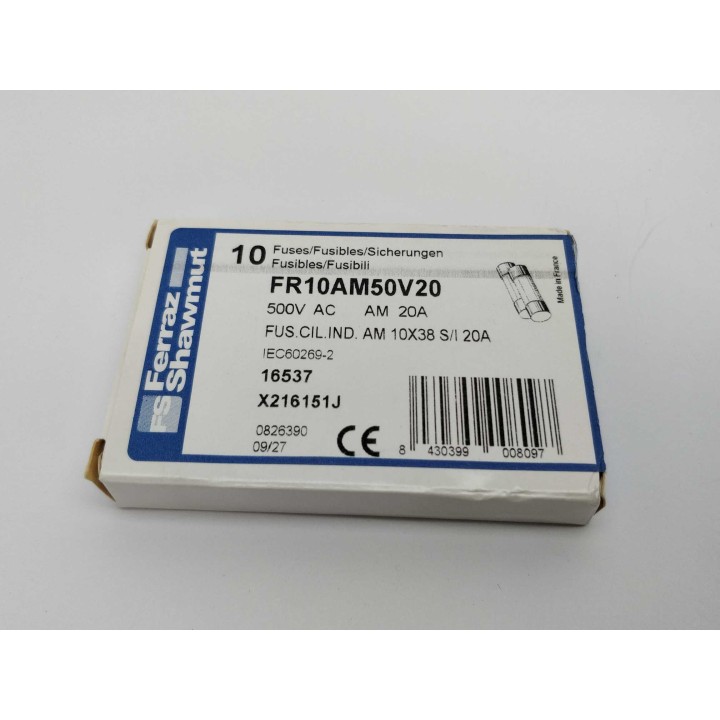 FS Ferraz
Shawmut
10 Fuses/Fusibles/Sicherungen
Fusibles/Fusibili
FR10AM50V20
500V AC AM 20A
FUS.CIL.IND. AM 10X38 S/I 20A
IEC60269-2
16537
X216151J
0826390
09/27
CE
8 430399 008097
Made in France